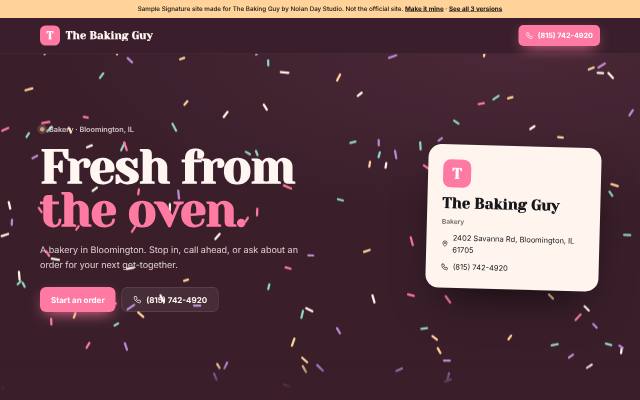 Sample Signature site made for The Baking Guy by Nolan Day Studio. Not the official site. Make it mine · See all 3 versions
T The Baking Guy
(815) 742-4920
Bakery · Bloomington, IL
Fresh from
the oven.
A bakery in Bloomington. Stop in, call ahead, or ask about an
order for your next get-together.
Start an order
(815) 742-4920
T
The Baking Guy
Bakery
2402 Savanna Rd, Bloomington, IL
61705
(815) 742-4920